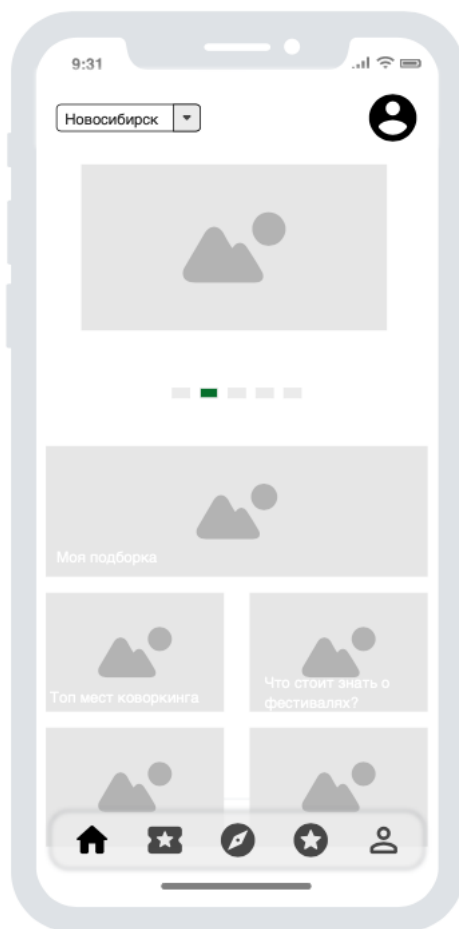 9:31
Новосибирск
Моя подборка
Топ мест коворкинга
Что стоит знать о
фестивалях?